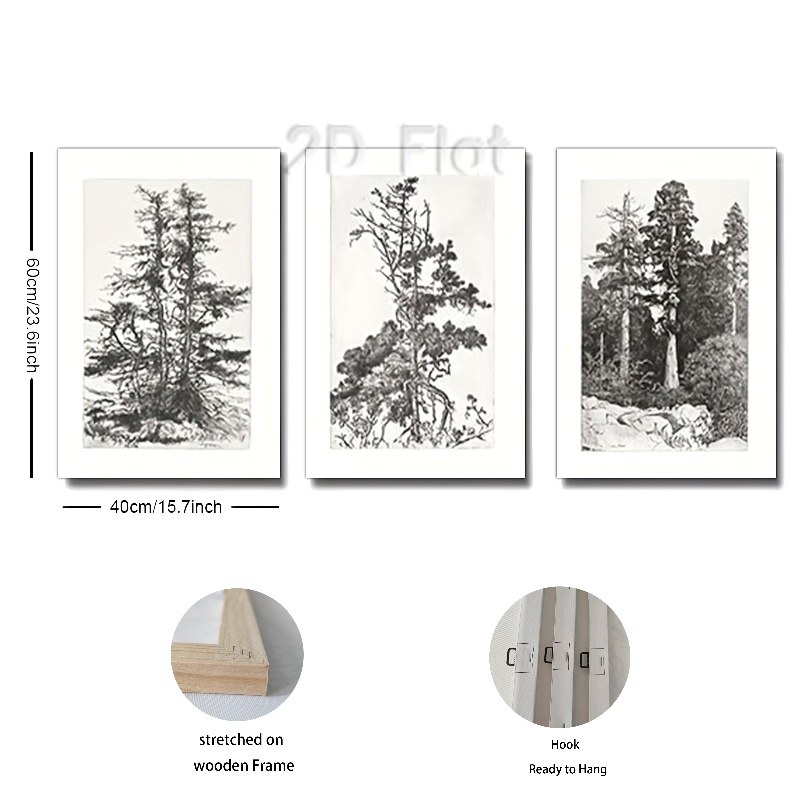 2D Flat
60cm/23.6inch
40cm/15.7inch
stretched on
wooden Frame
Hook
Ready to Hang